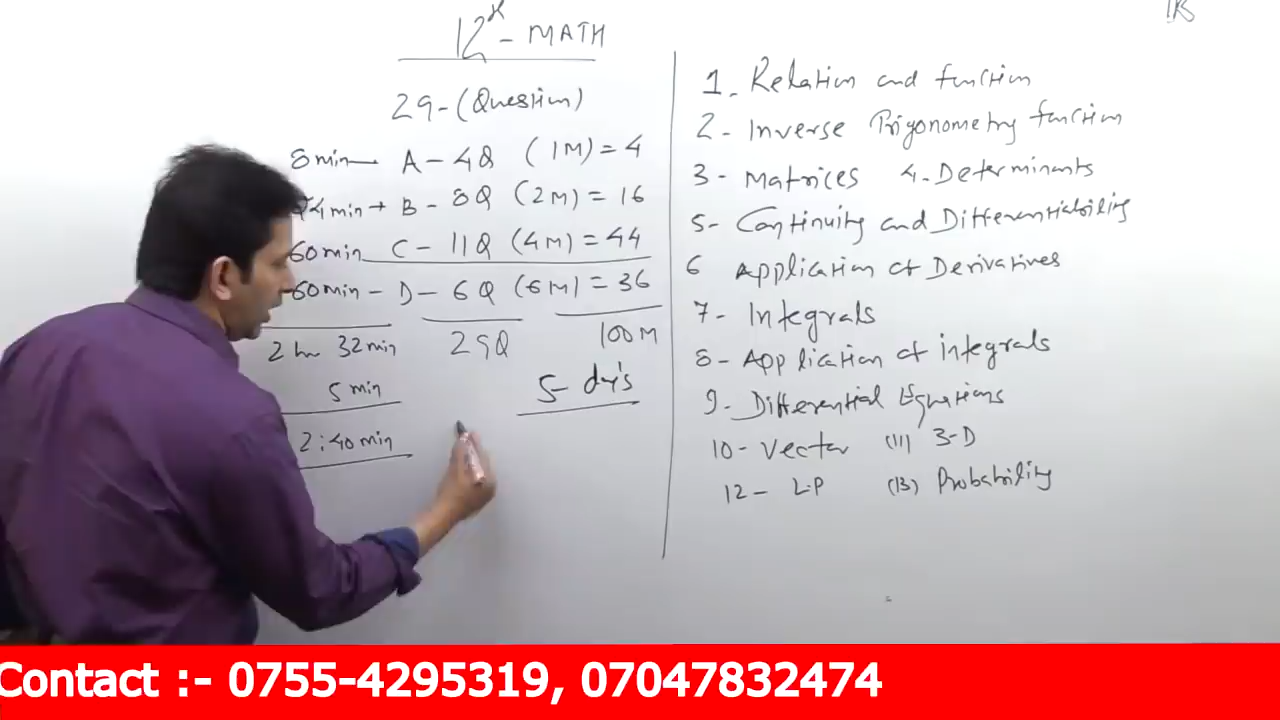 12 - MATH
29 - (Question)
8 min A - 4Q (1M) = 4
4 min → B - 8Q (2M) = 16
60 min C - 11Q (4M) = 44
60 min - D - 6Q (6M) = 36
2 hr 32 min 29Q 100M
5 min 5 - dy's
2:40 min
1 - Relation and function
2 - Inverse Trigonometry function
3 - Matrices 4 - Determinants
5 - Continuity and Differentiability
6 Application of Derivatives
7 - Integrals
8 - Application of integrals
9 - Differential Equations
10 - Vector (11) 3-D
12 - L.P (13) Probability
Contact :- 0755-4295319, 07047832474